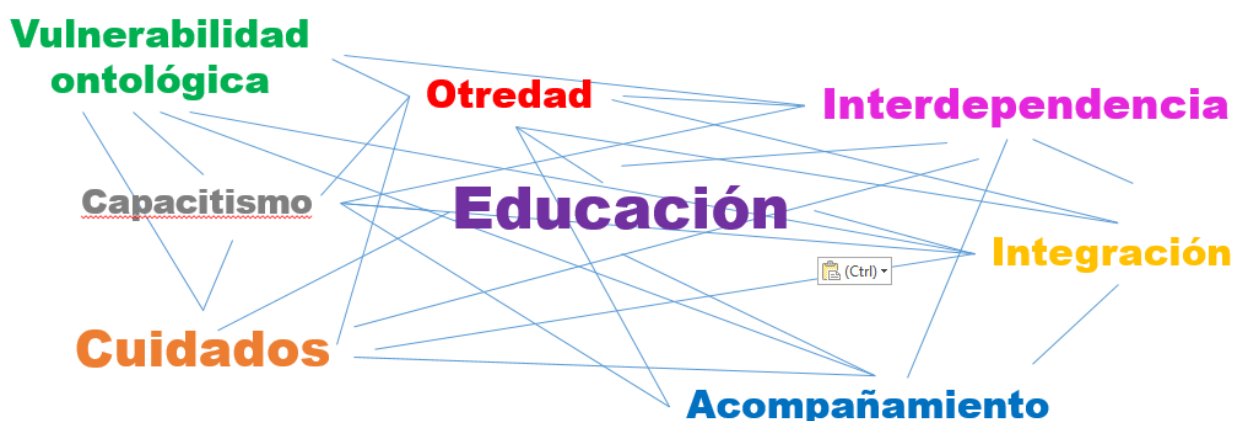 Vulnerabilidad
ontológica
Otredad
Interdependencia
Capacitismo
Educación
Integración
(Ctrl)
Cuidados
Acompañamiento